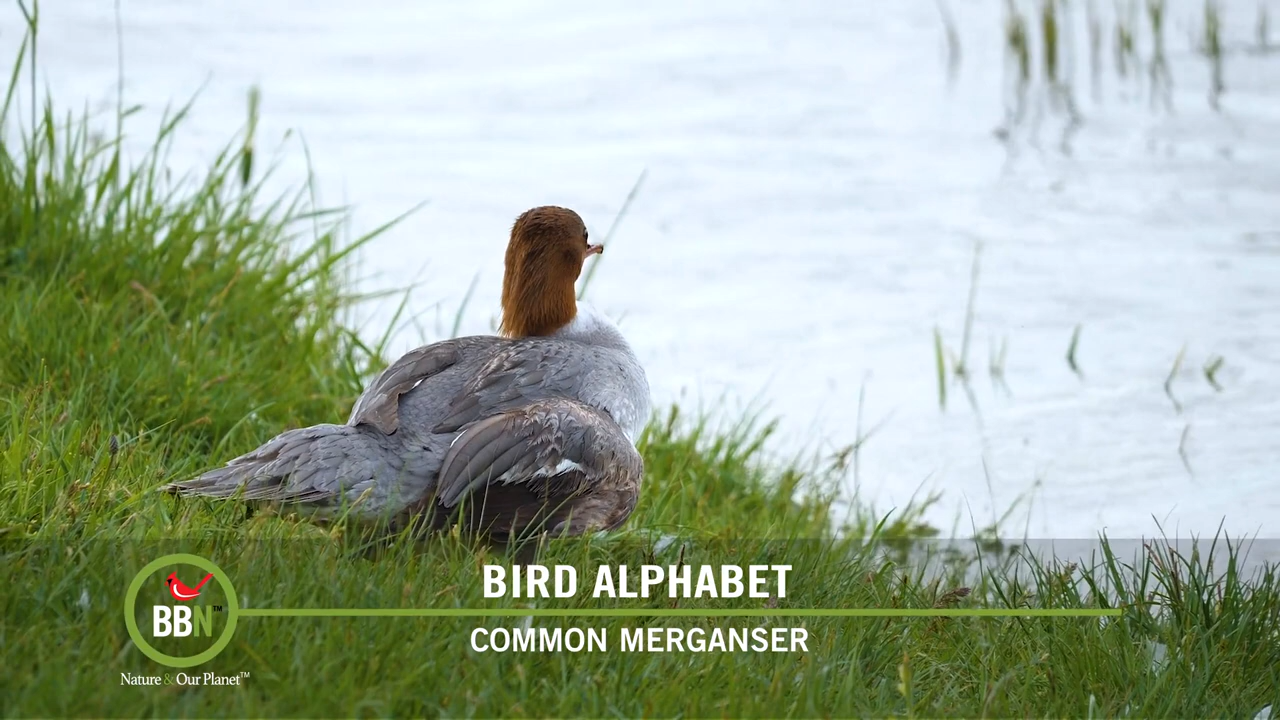 BIRD ALPHABET
BBN™
COMMON MERGANSER
Nature & Our Planet™